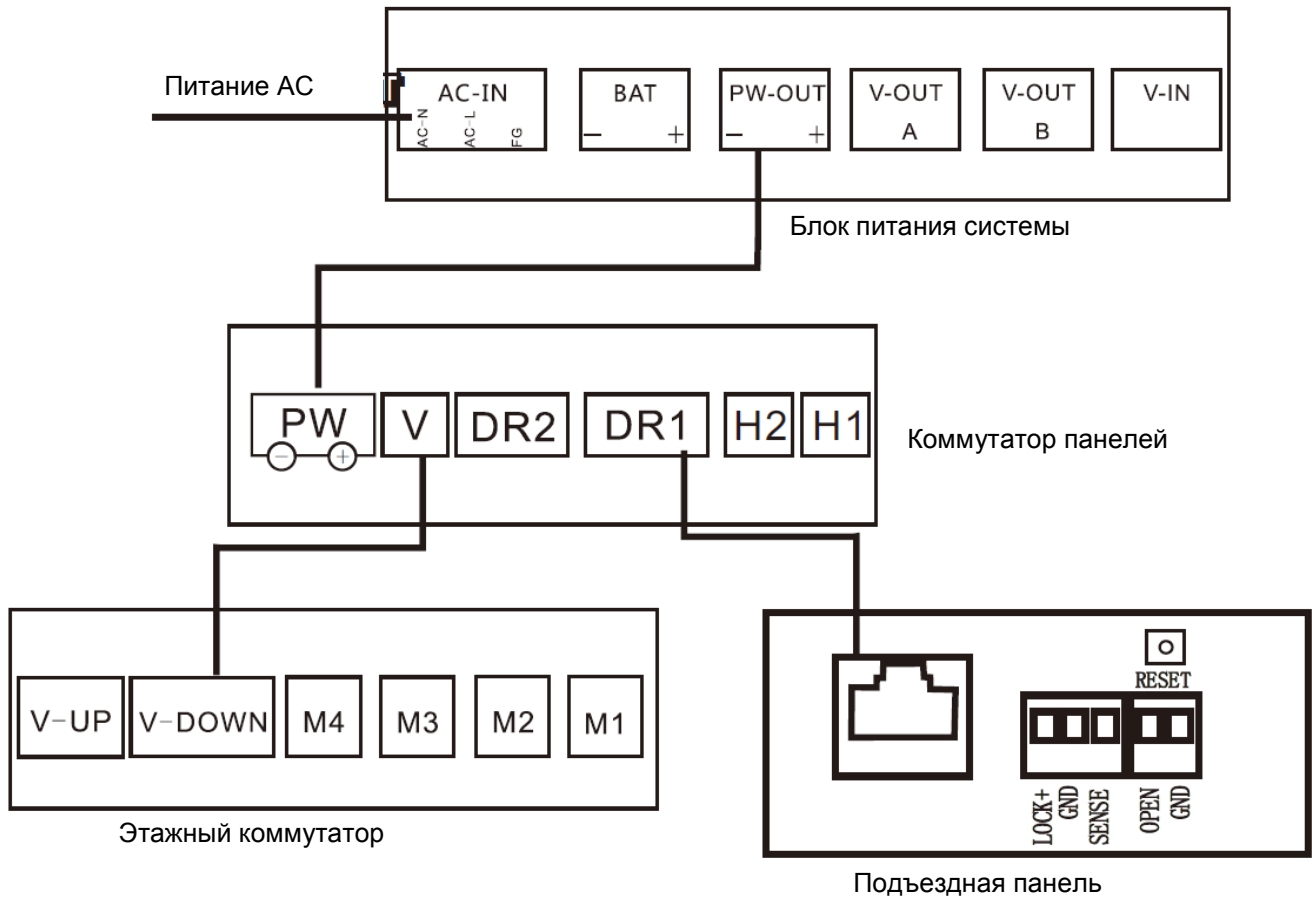 Питание AC
AC-IN
AC-N
AC-L
FG
BAT
− +
PW-OUT
− +
V-OUT
A
V-OUT
B
V-IN
Блок питания системы
PW
− +
V
DR2
DR1
H2
H1
Коммутатор панелей
V-UP
V-DOWN
M4
M3
M2
M1
Этажный коммутатор
RESET
LOCK+
GND
SENSE
OPEN
GND
Подъездная панель